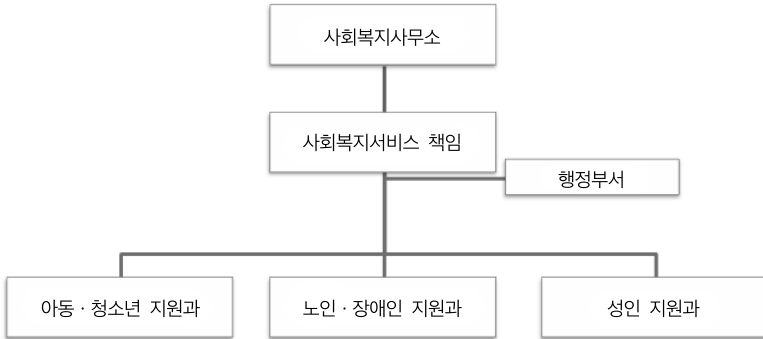 사회복지사무소
사회복지서비스 책임
행정부서
아동 · 청소년 지원과
노인 · 장애인 지원과
성인 지원과